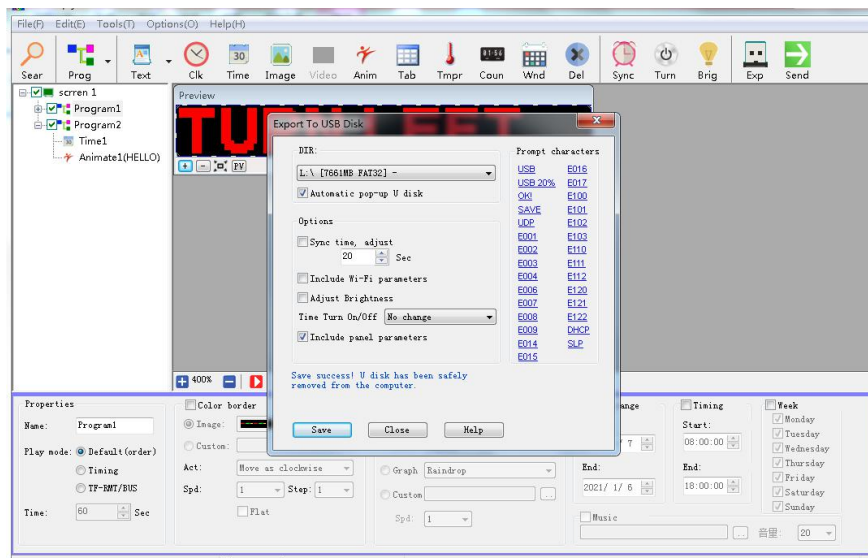 File(F) Edit(E) Tools(T) Options(O) Help(H)
Sear Prog Text Clk Time Image Video Anim Tab Tmpr Coun Wnd Del Sync Turn Brig Exp Send
scrren 1
Program1
Program2
Time1
Animate1(HELLO)
Preview
PV
400%
Export To USB Disk
DIR:
L:\ [7661MB FAT32] -
Automatic pop-up U disk
Options
Sync time, adjust
20 Sec
Include Wi-Fi parameters
Adjust Brightness
Time Turn On/Off No change
Include panel parameters
Save success! U disk has been safely
removed from the computer.
Save Close Help
Prompt characters
USB E016
USB 20% E017
OK! E100
SAVE E101
UDP E102
E001 E103
E002 E110
E003 E111
E004 E112
E006 E120
E007 E121
E008 E122
E009 DHCP
E014 SLP
E015
Properties
Name: Program1
Play mode: Default(order)
Timing
TF-RMT/BUS
Time: 60 Sec
Color border
Image:
Custom:
Act: Move as clockwise
Spd: 1 Step: 1
Flat
Graph Raindrop
Custom
Spd: 1
End:
2021/ 1/ 6
Timing
Start:
08:00:00
End:
18:00:00
Week
Monday
Tuesday
Wednesday
Thursday
Friday
Saturday
Sunday
Music
音量: 20